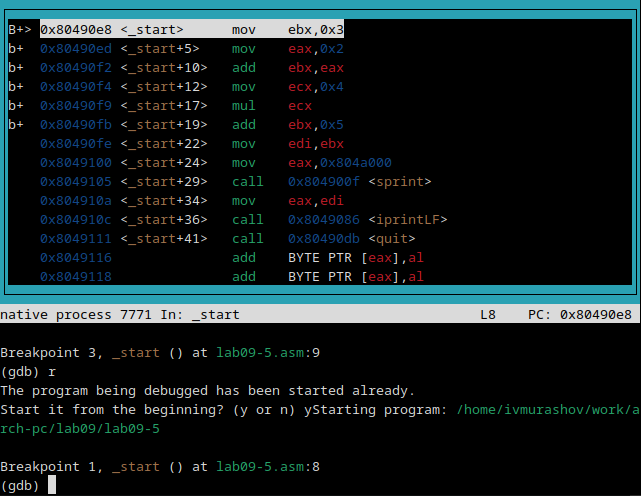 B+> 0x80490e8 <_start> mov ebx,0x3
b+ 0x80490ed <_start+5> mov eax,0x2
b+ 0x80490f2 <_start+10> add ebx,eax
b+ 0x80490f4 <_start+12> mov ecx,0x4
b+ 0x80490f9 <_start+17> mul ecx
b+ 0x80490fb <_start+19> add ebx,0x5
0x80490fe <_start+22> mov edi,ebx
0x8049100 <_start+24> mov eax,0x804a000
0x8049105 <_start+29> call 0x804900f <sprint>
0x804910a <_start+34> mov eax,edi
0x804910c <_start+36> call 0x8049086 <iprintLF>
0x8049111 <_start+41> call 0x80490db <quit>
0x8049116 add BYTE PTR [eax],al
0x8049118 add BYTE PTR [eax],al
native process 7771 In: _start L8 PC: 0x80490e8
Breakpoint 3, _start () at lab09-5.asm:9
(gdb) r
The program being debugged has been started already.
Start it from the beginning? (y or n) yStarting program: /home/ivmurashov/work/a
rch-pc/lab09/lab09-5
Breakpoint 1, _start () at lab09-5.asm:8
(gdb)